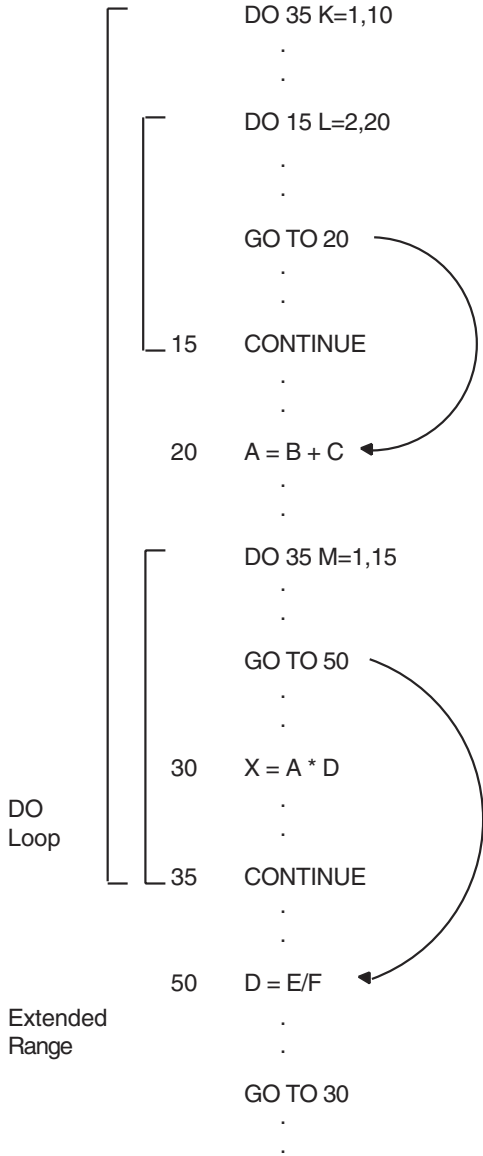 DO 35 K=1,10
.
.
DO 15 L=2,20
.
.
GO TO 20
.
.
15 CONTINUE
.
.
20 A = B + C
.
.
DO 35 M=1,15
.
.
GO TO 50
.
.
30 X = A * D
DO
Loop
.
.
35 CONTINUE
.
.
50 D = E/F
Extended
Range
.
.
GO TO 30
.
.